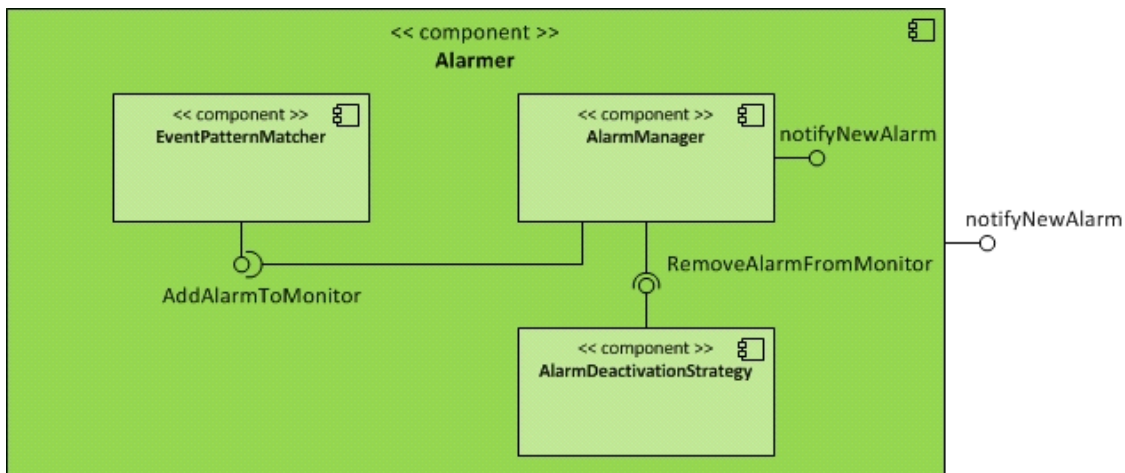 << component >>
Alarmer
<< component >>
EventPatternMatcher
<< component >>
AlarmManager
notifyNewAlarm
notifyNewAlarm
AddAlarmToMonitor
RemoveAlarmFromMonitor
<< component >>
AlarmDeactivationStrategy